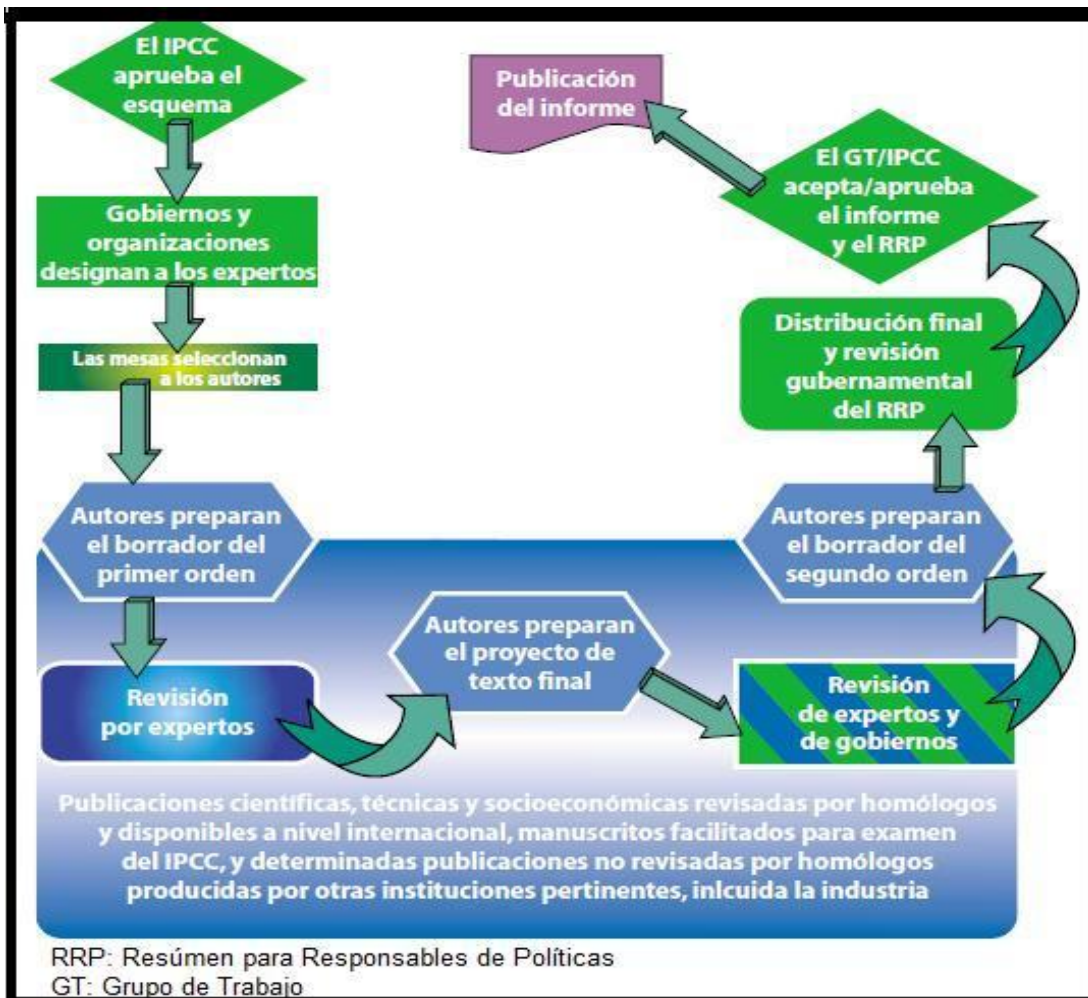 El IPCC
aprueba el
esquema
Gobiernos y
organizaciones
designan a los expertos
Las mesas seleccionan
a los autores
Autores preparan
el borrador del
primer orden
Revisión
por expertos
Autores preparan
el proyecto de
texto final
Revisión
de expertos y
de gobiernos
Autores preparan
el borrador del
segundo orden
Distribución final
y revisión
gubernamental
del RRP
El GT/IPCC
acepta/aprueba
el informe
y el RRP
Publicación
del informe
Publicaciones científicas, técnicas y socioeconómicas revisadas por homólogos
y disponibles a nivel internacional, manuscritos facilitados para examen
del IPCC, y determinadas publicaciones no revisadas por homólogos
producidas por otras instituciones pertinentes, inlcuida la industria
RRP: Resúmen para Responsables de Políticas
GT: Grupo de Trabajo